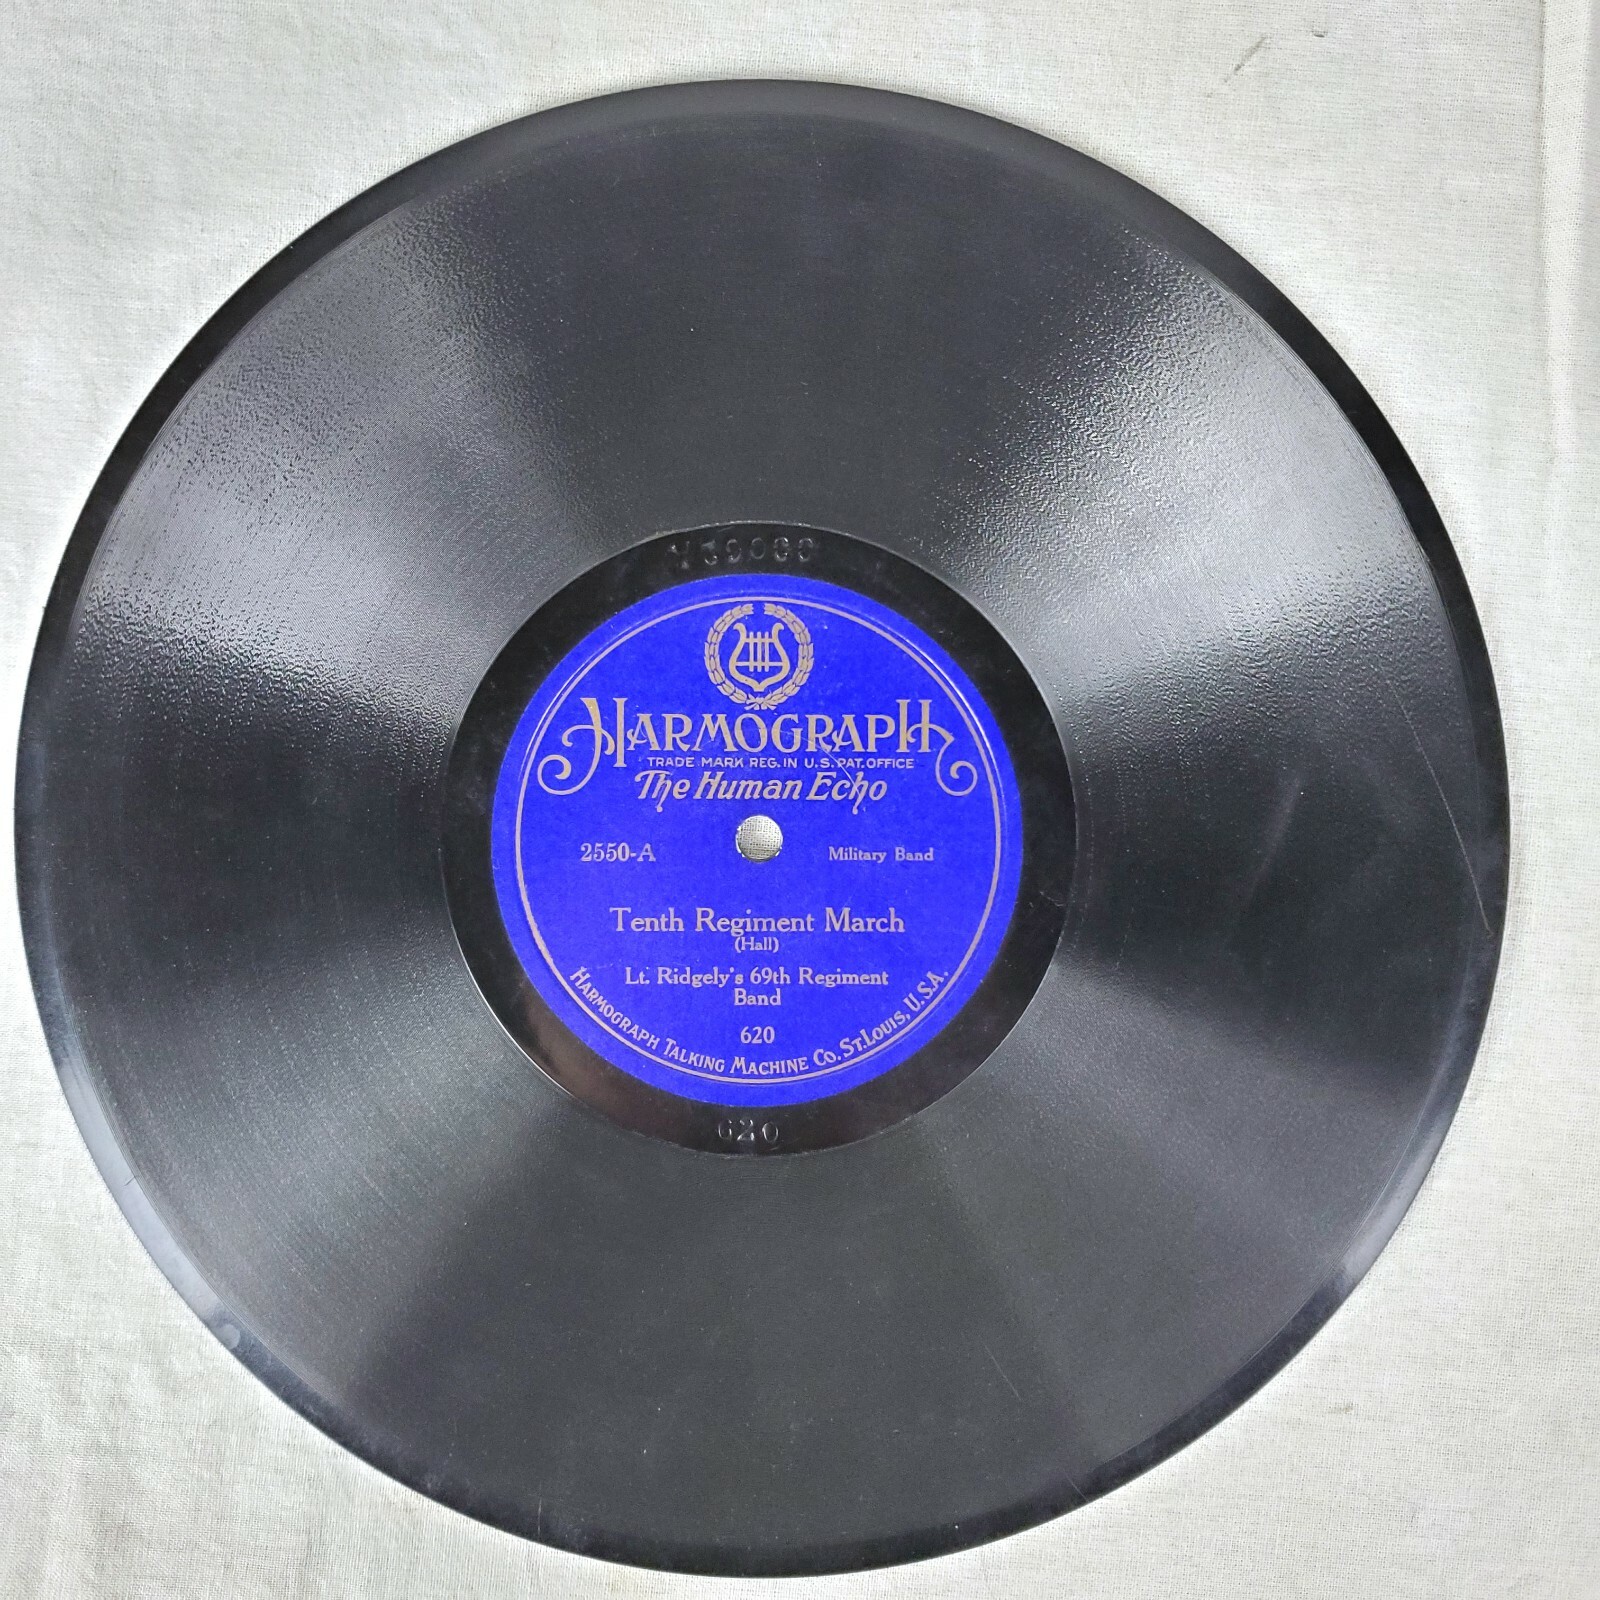 HARMOGRAPH
TRADE MARK REG. IN U.S. PAT. OFFICE
The Human Echo
2550-A Military Band
Tenth Regiment March
(Hall)
Lt. Ridgely's 69th Regiment
Band
620
HARMOGRAPH TALKING MACHINE CO. ST. LOUIS, U.S.A.
620